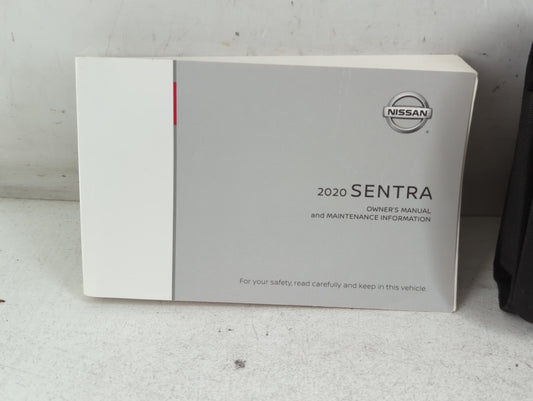 NISSAN
2020 SENTRA
OWNER'S MANUAL
and MAINTENANCE INFORMATION
For your safety, read carefully and keep in this vehicle.